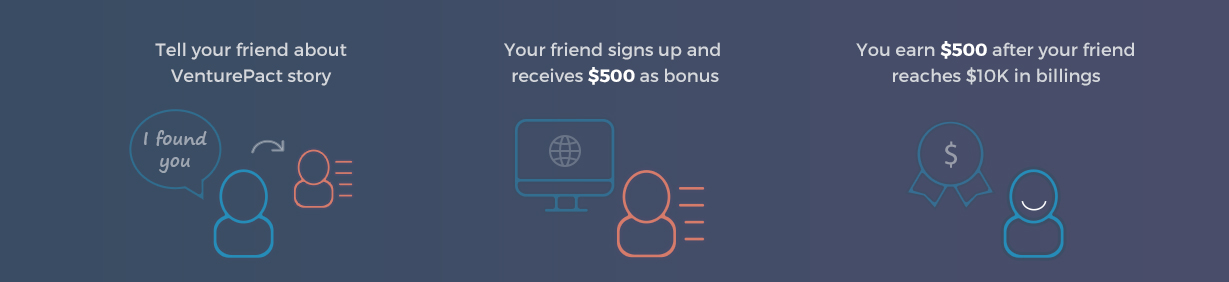 Tell your friend about
VenturePact story
I found
you
Your friend signs up and
receives $500 as bonus
You earn $500 after your friend
reaches $10K in billings
$